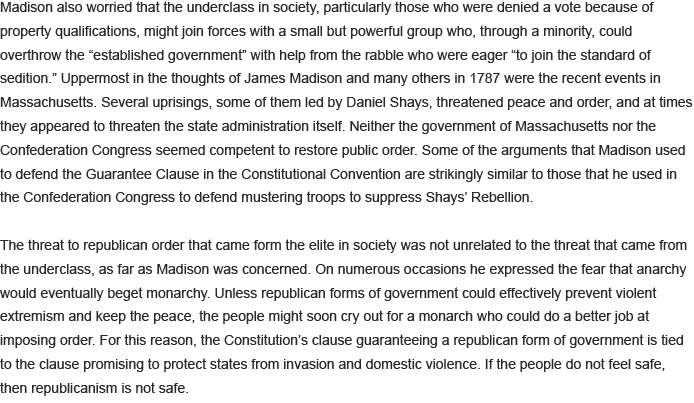 Madison also worried that the underclass in society, particularly those who were denied a vote because of
property qualifications, might join forces with a small but powerful group who, through a minority, could
overthrow the “established government” with help from the rabble who were eager “to join the standard of
sedition.” Uppermost in the thoughts of James Madison and many others in 1787 were the recent events in
Massachusetts. Several uprisings, some of them led by Daniel Shays, threatened peace and order, and at times
they appeared to threaten the state administration itself. Neither the government of Massachusetts nor the
Confederation Congress seemed competent to restore public order. Some of the arguments that Madison used
to defend the Guarantee Clause in the Constitutional Convention are strikingly similar to those that he used in
the Confederation Congress to defend mustering troops to suppress Shays’ Rebellion.
The threat to republican order that came form the elite in society was not unrelated to the threat that came from
the underclass, as far as Madison was concerned. On numerous occasions he expressed the fear that anarchy
would eventually beget monarchy. Unless republican forms of government could effectively prevent violent
extremism and keep the peace, the people might soon cry out for a monarch who could do a better job at
imposing order. For this reason, the Constitution’s clause guaranteeing a republican form of government is tied
to the clause promising to protect states from invasion and domestic violence. If the people do not feel safe,
then republicanism is not safe.